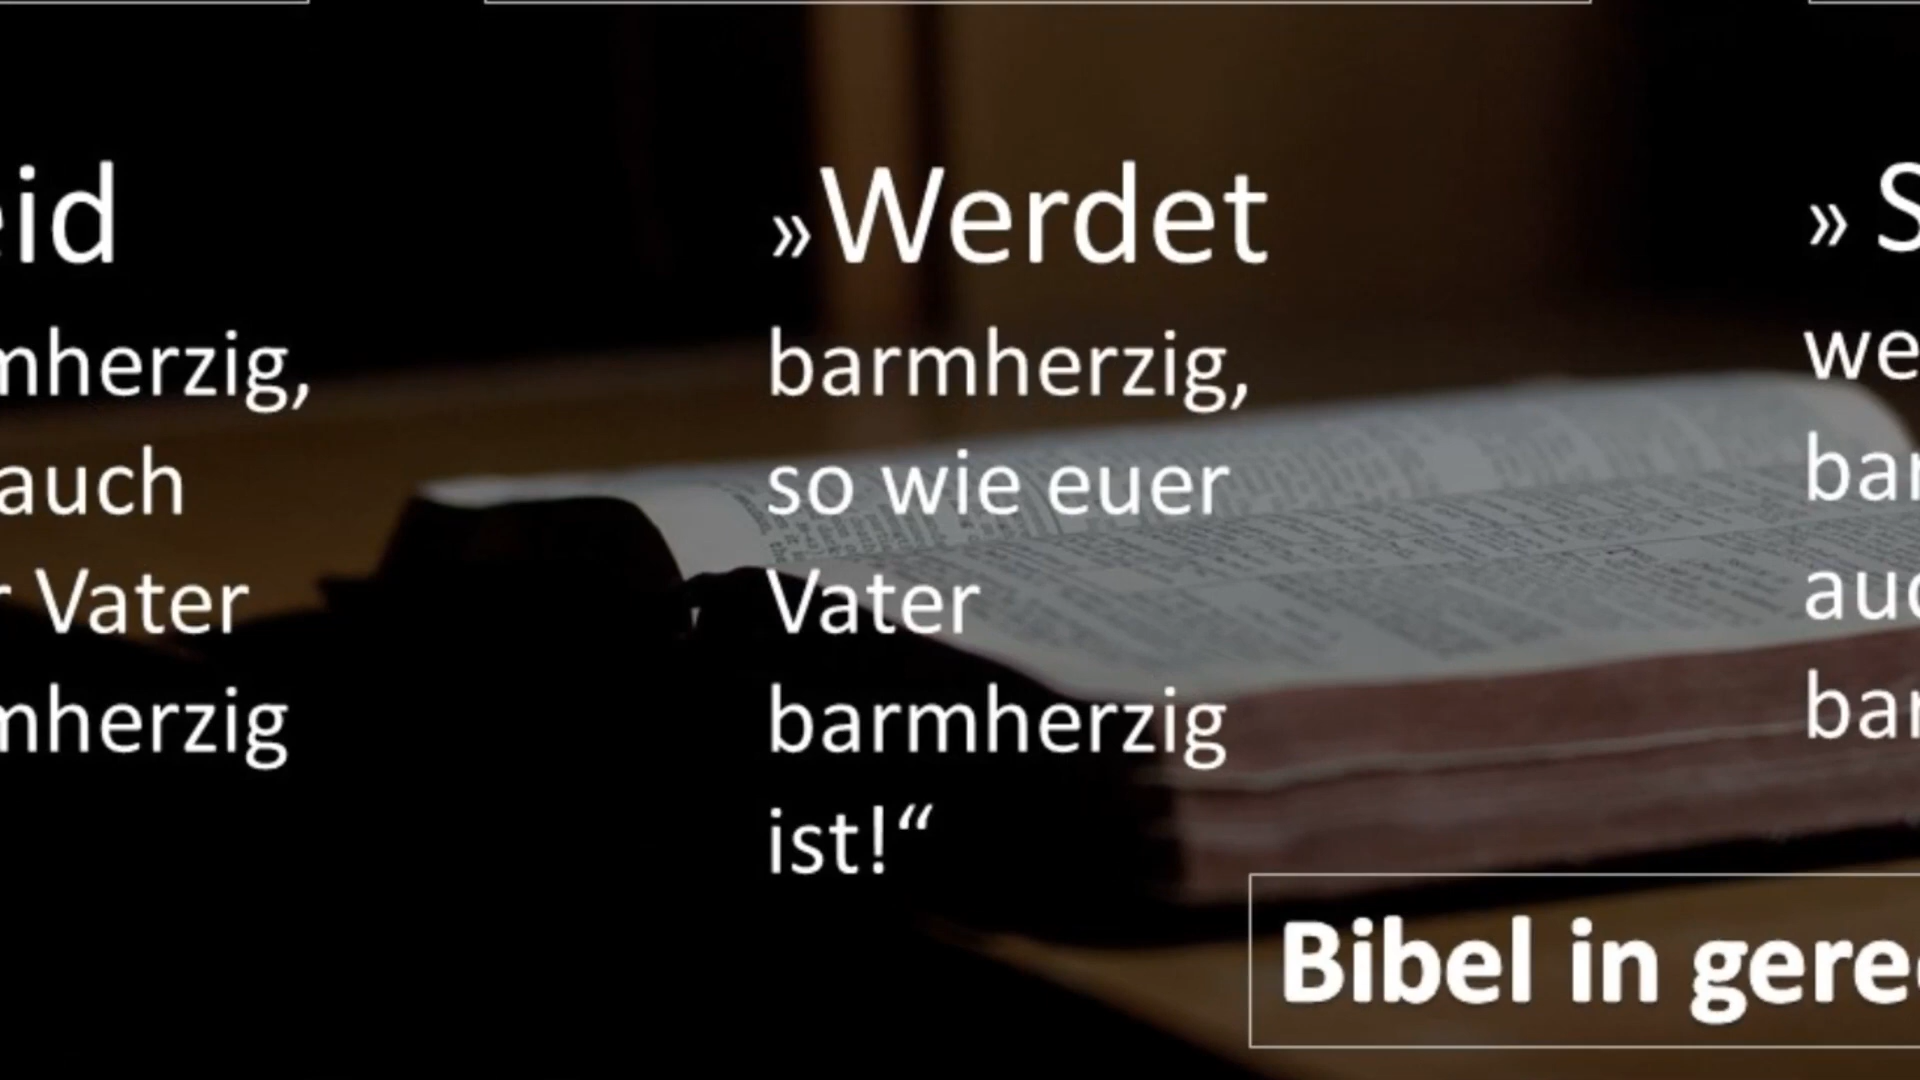 eid
mherzig,
auch
r Vater
mherzig
»Werdet
barmherzig,
so wie euer
Vater
barmherzig
ist!“
» S
we
bar
auc
bar
Bibel in gere